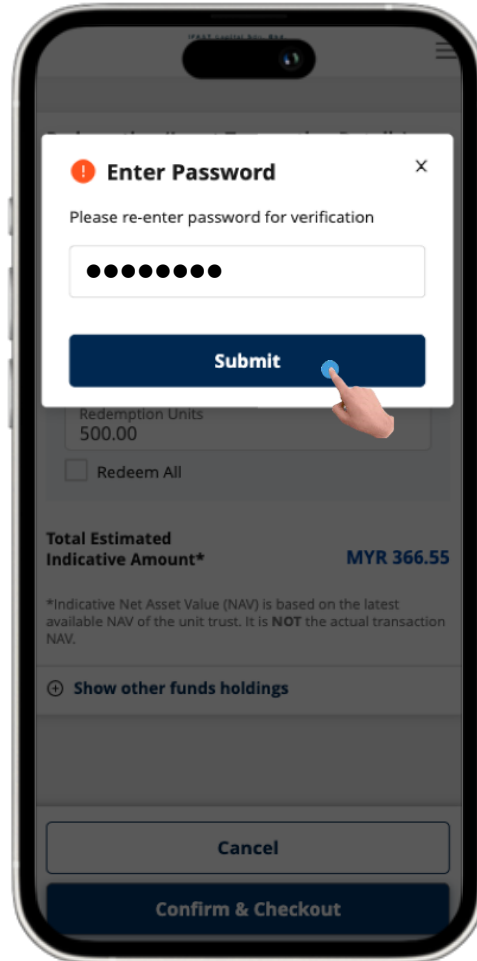 Enter Password
Please re-enter password for verification
Submit
Redemption Units
500.00
Redeem All
Total Estimated
Indicative Amount*
MYR 366.55
*Indicative Net Asset Value (NAV) is based on the latest
available NAV of the unit trust. It is NOT the actual transaction
NAV.
Show other funds holdings
Cancel
Confirm & Checkout